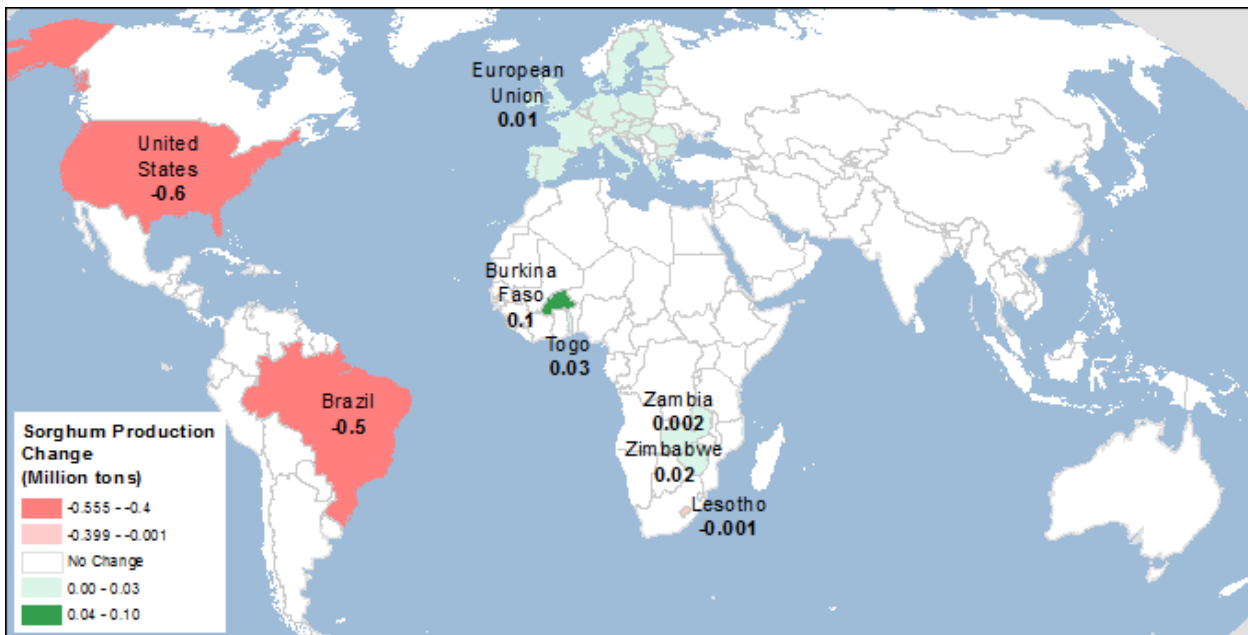 European
Union
0.01
United
States
-0.6
Burkina
Faso
0.1
Togo
0.03
Brazil
-0.5
Zambia
0.002
Zimbabwe
0.02
Lesotho
-0.001
Sorghum Production
Change
(Million tons)
-0.555 - -0.4
-0.399 - -0.001
No Change
0.00 - 0.03
0.04 - 0.10